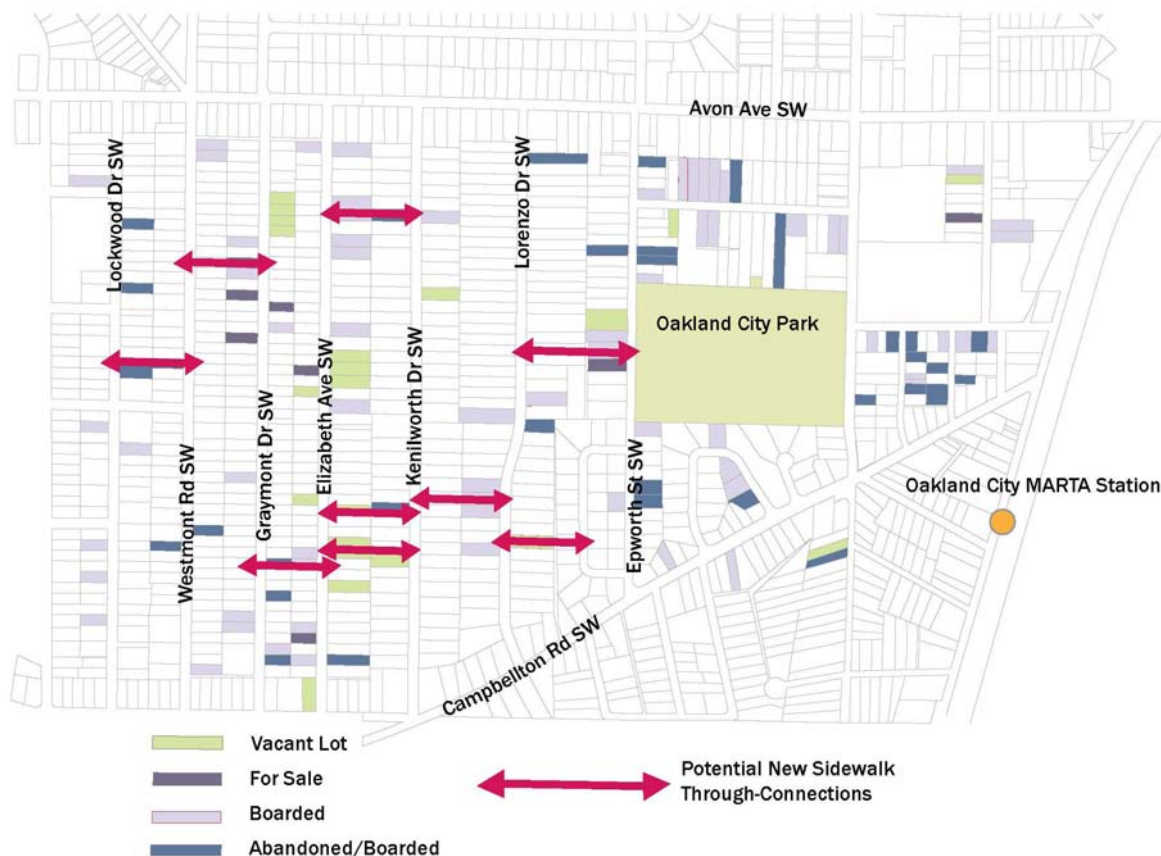 Avon Ave SW
Lockwood Dr SW
Lorenzo Dr SW
Oakland City Park
Westmont Rd SW
Graymont Dr SW
Elizabeth Ave SW
Kenilworth Dr SW
Epworth St SW
Oakland City MARTA Station
Campbellton Rd SW
Vacant Lot
For Sale
Boarded
Abandoned/Boarded
Potential New Sidewalk
Through-Connections